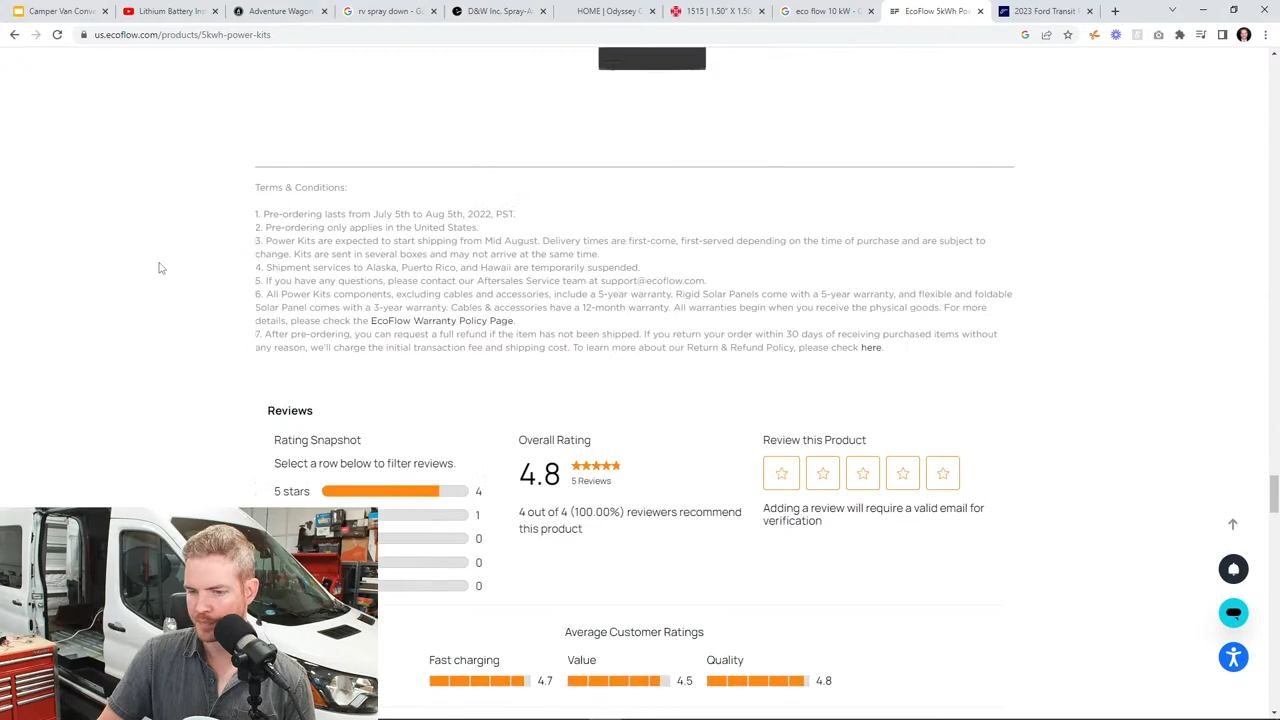 Camper Van Conve
Lithium Battery Ins
Adventure Wagon
rv spray down - Go
D&W Inc. Spray-A
HOME | Odyssey C
1515 | 1.50" X 1.50
eco flow 10 kW - G
EcoFlow 5kWh Pow
2023 Ford Transit
us.ecoflow.com/products/5kwh-power-kits
Terms & Conditions:
1. Pre-ordering lasts from July 5th to Aug 5th, 2022, PST.
2. Pre-ordering only applies in the United States.
3. Power Kits are expected to start shipping from Mid August. Delivery times are first-come, first-served depending on the time of purchase and are subject to
change. Kits are sent in several boxes and may not arrive at the same time.
4. Shipment services to Alaska, Puerto Rico, and Hawaii are temporarily suspended.
5. If you have any questions, please contact our Aftersales Service team at support@ecoflow.com.
6. All Power Kits components, excluding cables and accessories, include a 5-year warranty. Rigid Solar Panels come with a 5-year warranty, and flexible and foldable
Solar Panel comes with a 3-year warranty. Cables & accessories have a 12-month warranty. All warranties begin when you receive the physical goods. For more
details, please check the EcoFlow Warranty Policy Page.
7. After pre-ordering, you can request a full refund if the item has not been shipped. If you return your order within 30 days of receiving purchased items without
any reason, we'll charge the initial transaction fee and shipping cost. To learn more about our Return & Refund Policy, please check here.
Reviews
Rating Snapshot
Select a row below to filter reviews.
5 stars 4
1
0
0
0
Overall Rating
4.8
5 Reviews
4 out of 4 (100.00%) reviewers recommend
this product
Review this Product
Adding a review will require a valid email for
verification
Average Customer Ratings
Fast charging
4.7
Value
4.5
Quality
4.8